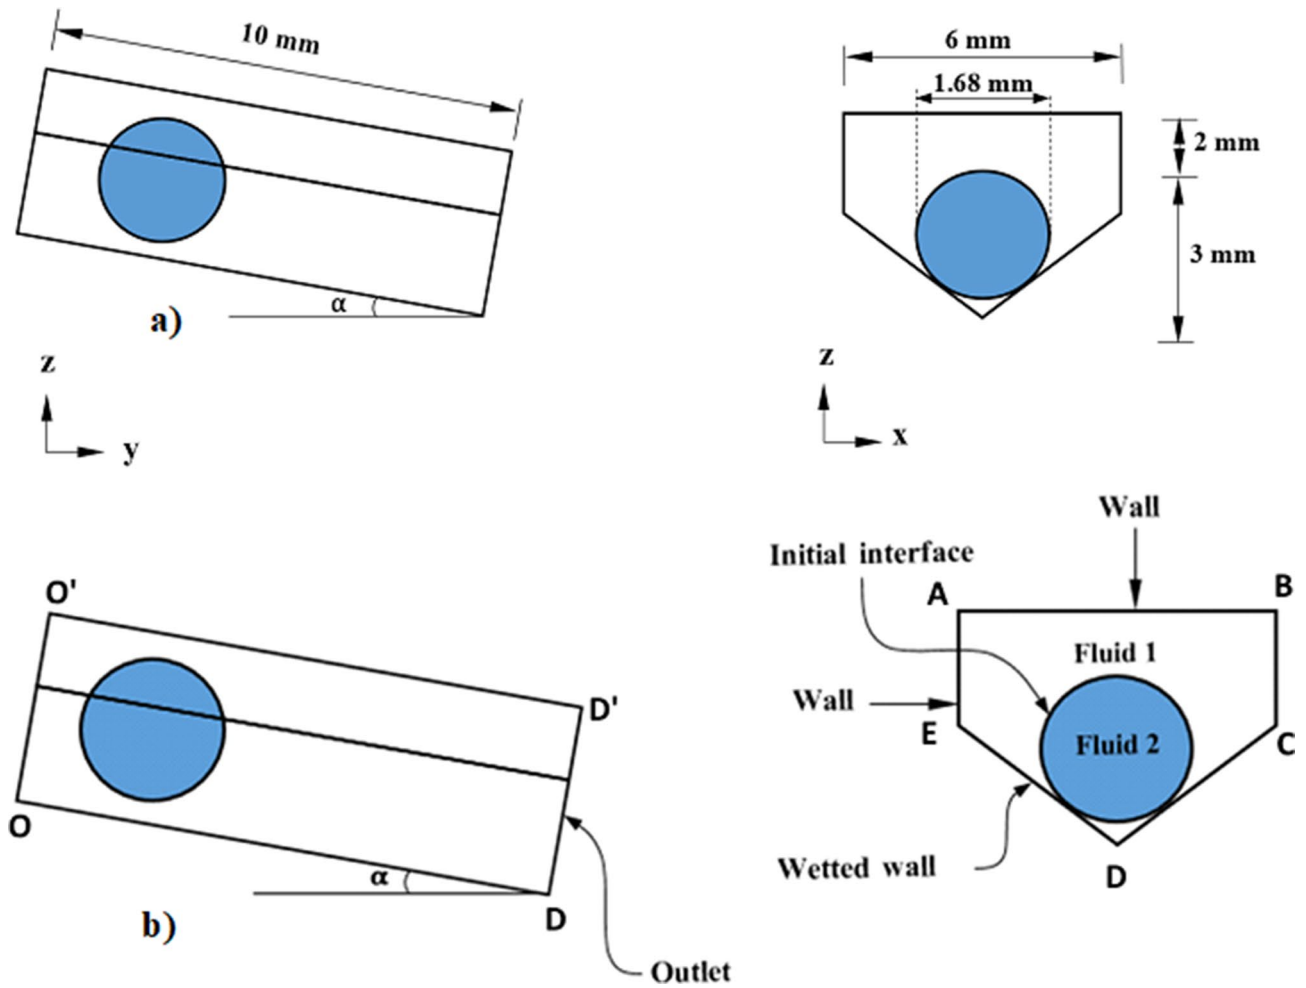 10 mm
α
a)
z
y
6 mm
1.68 mm
2 mm
3 mm
z
x
O'
D'
O
α
D
b)
Outlet
Wall
Initial interface
A
B
Fluid 1
Wall
E
C
Fluid 2
Wetted wall
D